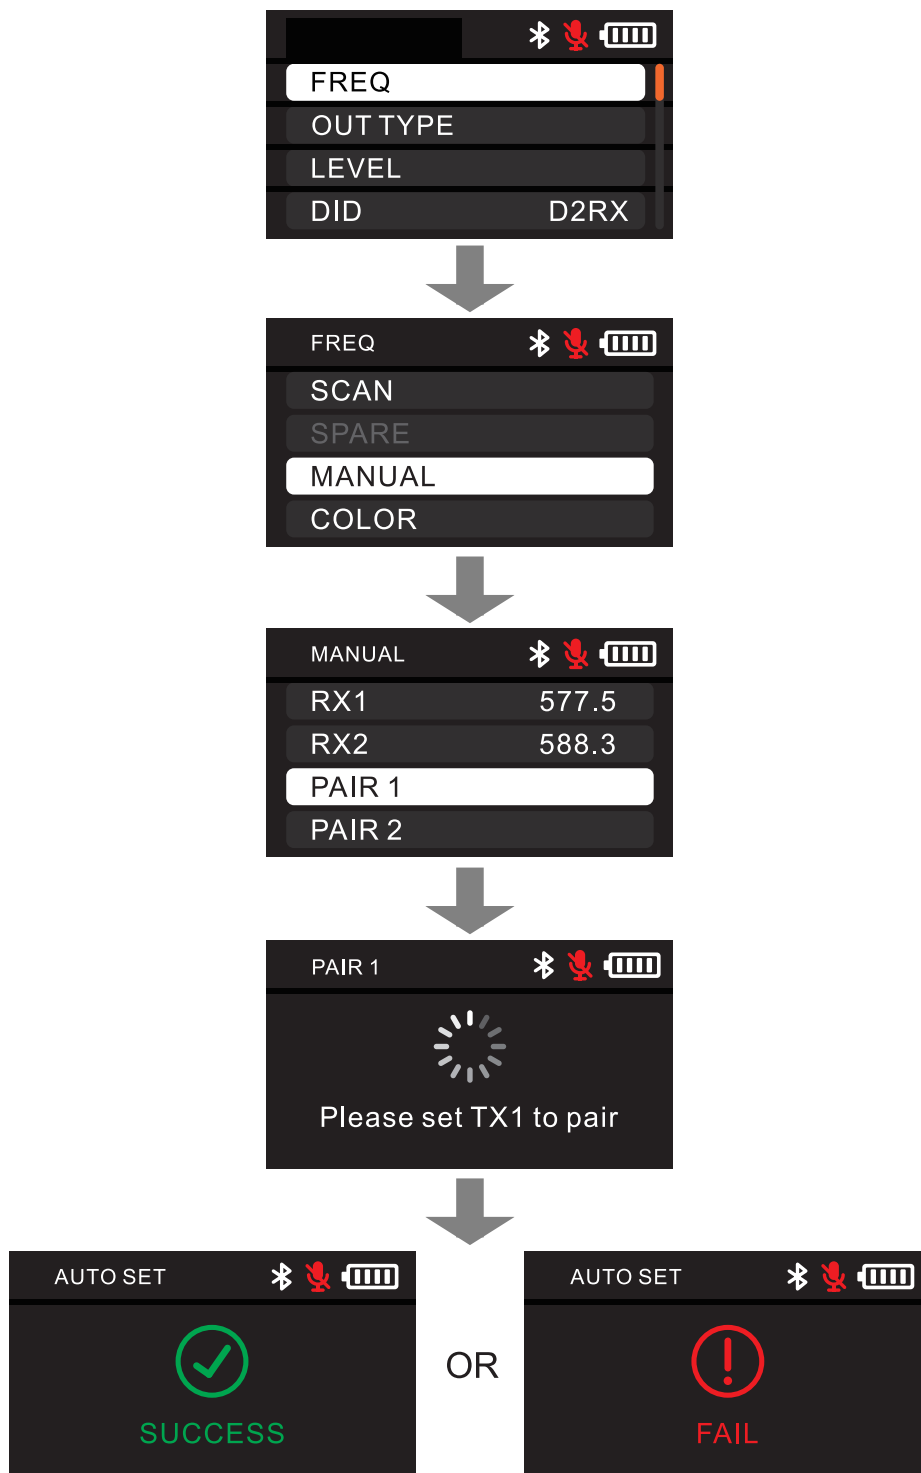 FREQ
OUT TYPE
LEVEL
DID D2RX
FREQ
SCAN
SPARE
MANUAL
COLOR
MANUAL
RX1 577.5
RX2 588.3
PAIR 1
PAIR 2
PAIR 1
Please set TX1 to pair
AUTO SET
SUCCESS
OR
AUTO SET
FAIL